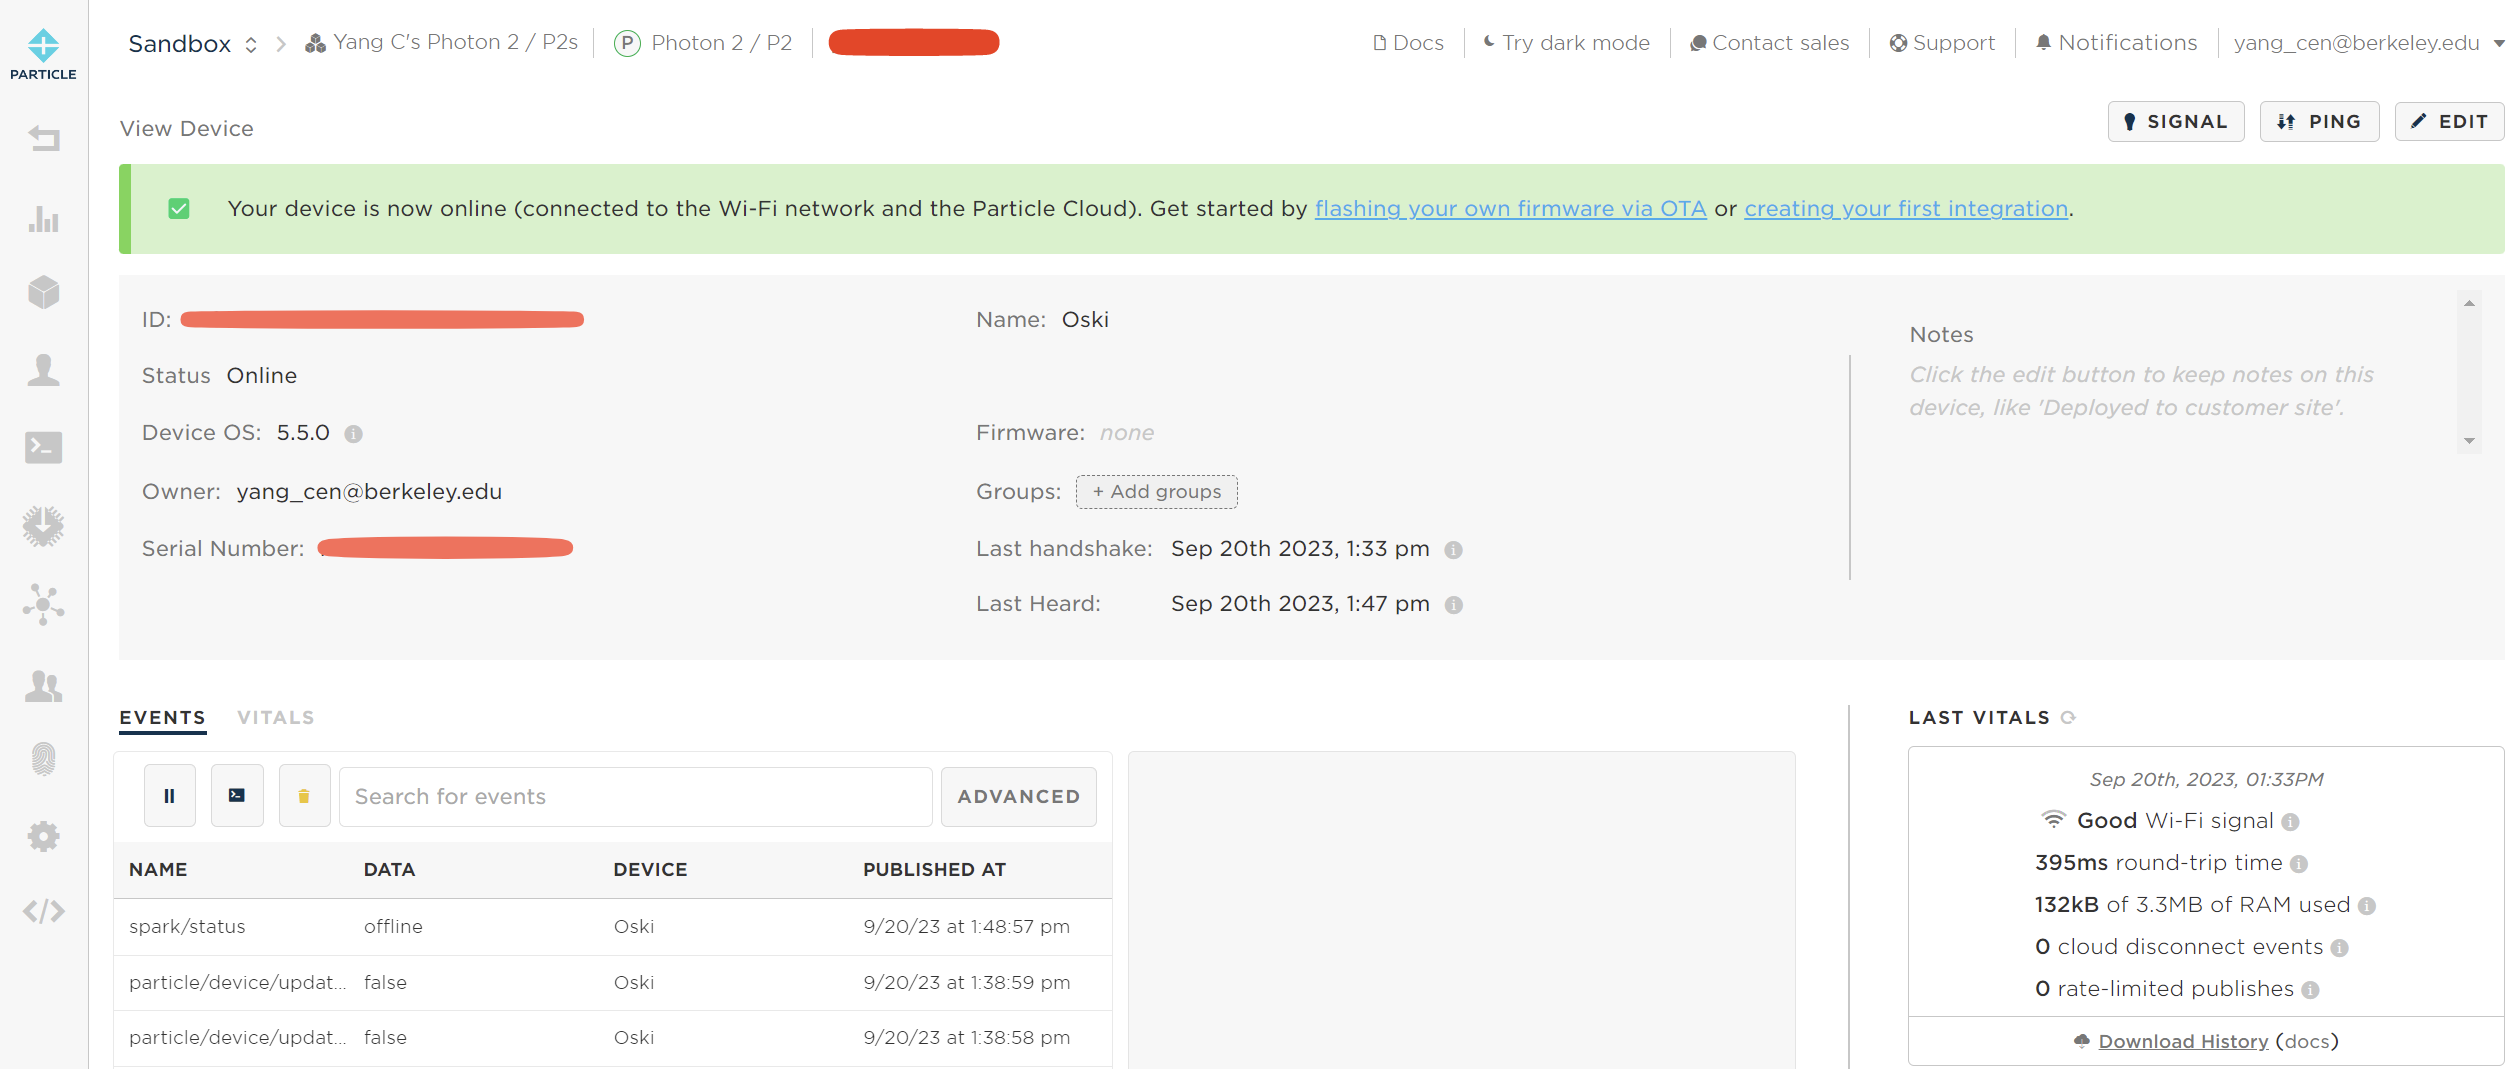 PARTICLE
Sandbox
Yang C's Photon 2 / P2s
P Photon 2 / P2
Docs
Try dark mode
Contact sales
Support
Notifications
yang_cen@berkeley.edu
View Device
SIGNAL
PING
EDIT
Your device is now online (connected to the Wi-Fi network and the Particle Cloud). Get started by flashing your own firmware via OTA or creating your first integration.
ID:
Name: Oski
Notes
Click the edit button to keep notes on this
device, like 'Deployed to customer site'.
Status Online
Device OS: 5.5.0
Firmware: none
Owner: yang_cen@berkeley.edu
Groups: + Add groups
Serial Number:
Last handshake: Sep 20th 2023, 1:33 pm
Last Heard: Sep 20th 2023, 1:47 pm
EVENTS VITALS
Search for events
ADVANCED
NAME DATA DEVICE PUBLISHED AT
spark/status offline Oski 9/20/23 at 1:48:57 pm
particle/device/updat... false Oski 9/20/23 at 1:38:59 pm
particle/device/updat... false Oski 9/20/23 at 1:38:58 pm
LAST VITALS
Sep 20th, 2023, 01:33PM
Good Wi-Fi signal
395ms round-trip time
132kB of 3.3MB of RAM used
0 cloud disconnect events
0 rate-limited publishes
Download History (docs)